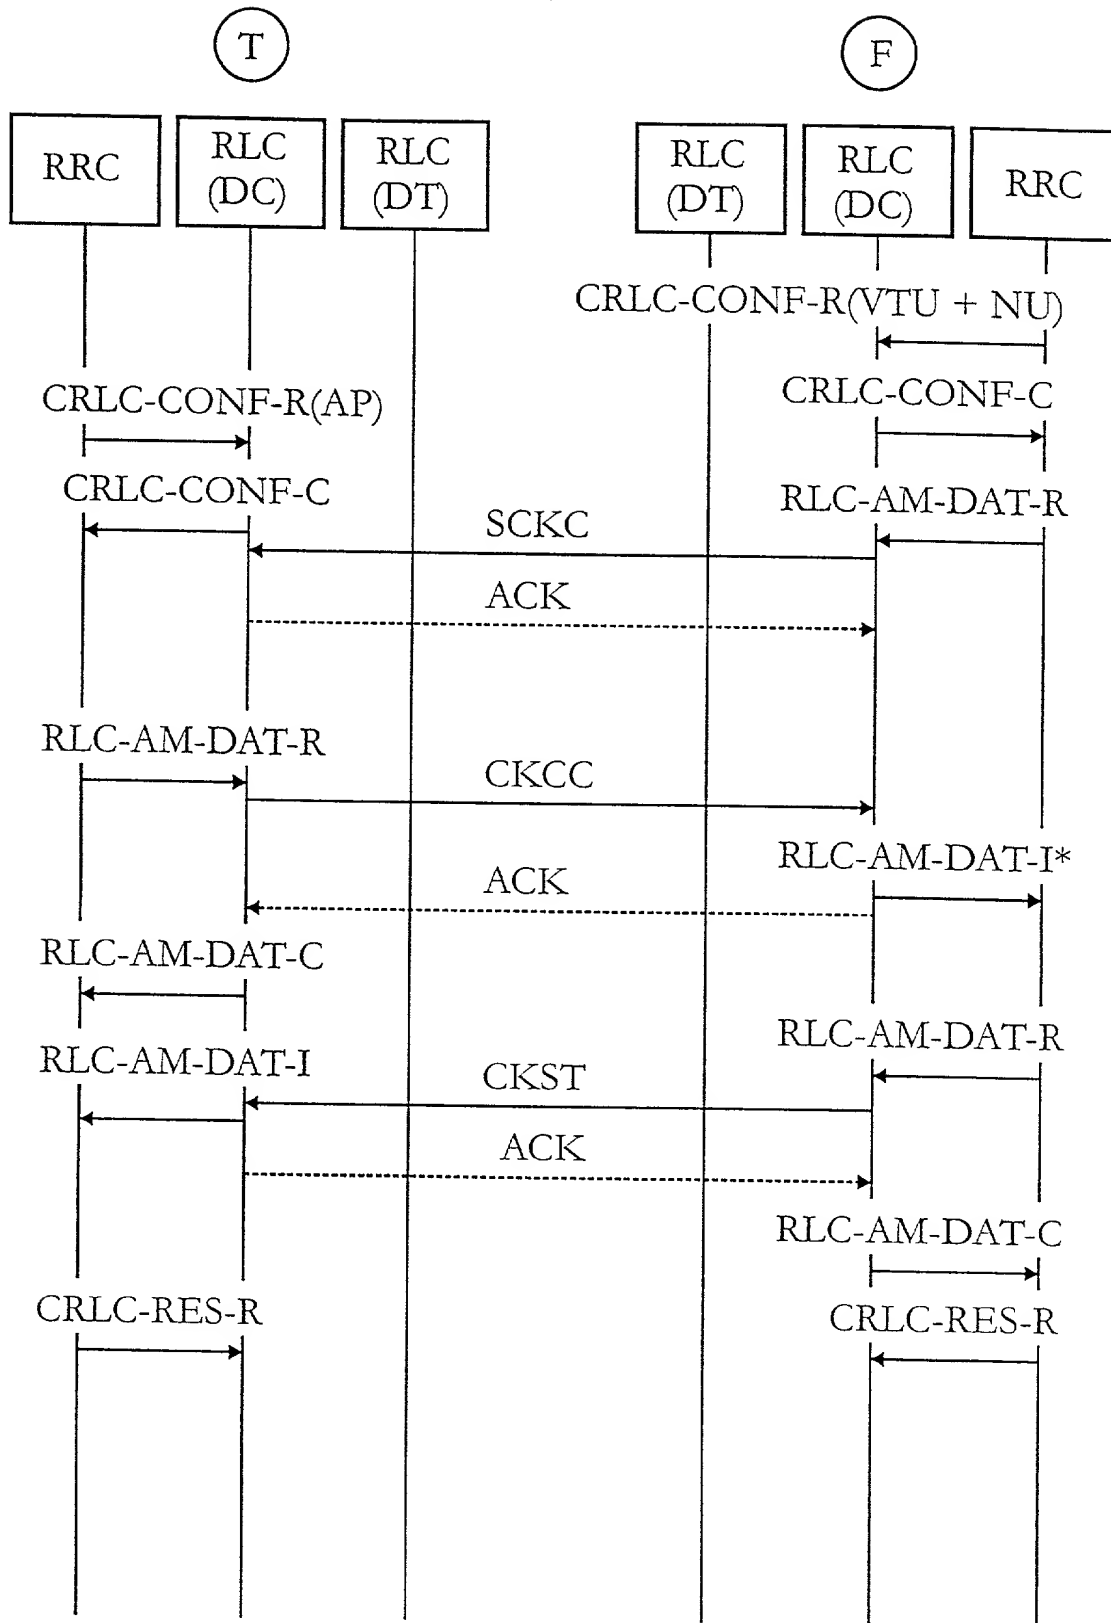 T
F
RRC
RLC
(DC)
RLC
(DT)
RLC
(DT)
RLC
(DC)
RRC
CRLC-CONF-R(VTU + NU)
CRLC-CONF-R(AP)
CRLC-CONF-C
CRLC-CONF-C
RLC-AM-DAT-R
SCKC
ACK
RLC-AM-DAT-R
CKCC
RLC-AM-DAT-I*
ACK
RLC-AM-DAT-C
RLC-AM-DAT-R
RLC-AM-DAT-I
CKST
ACK
RLC-AM-DAT-C
CRLC-RES-R
CRLC-RES-R